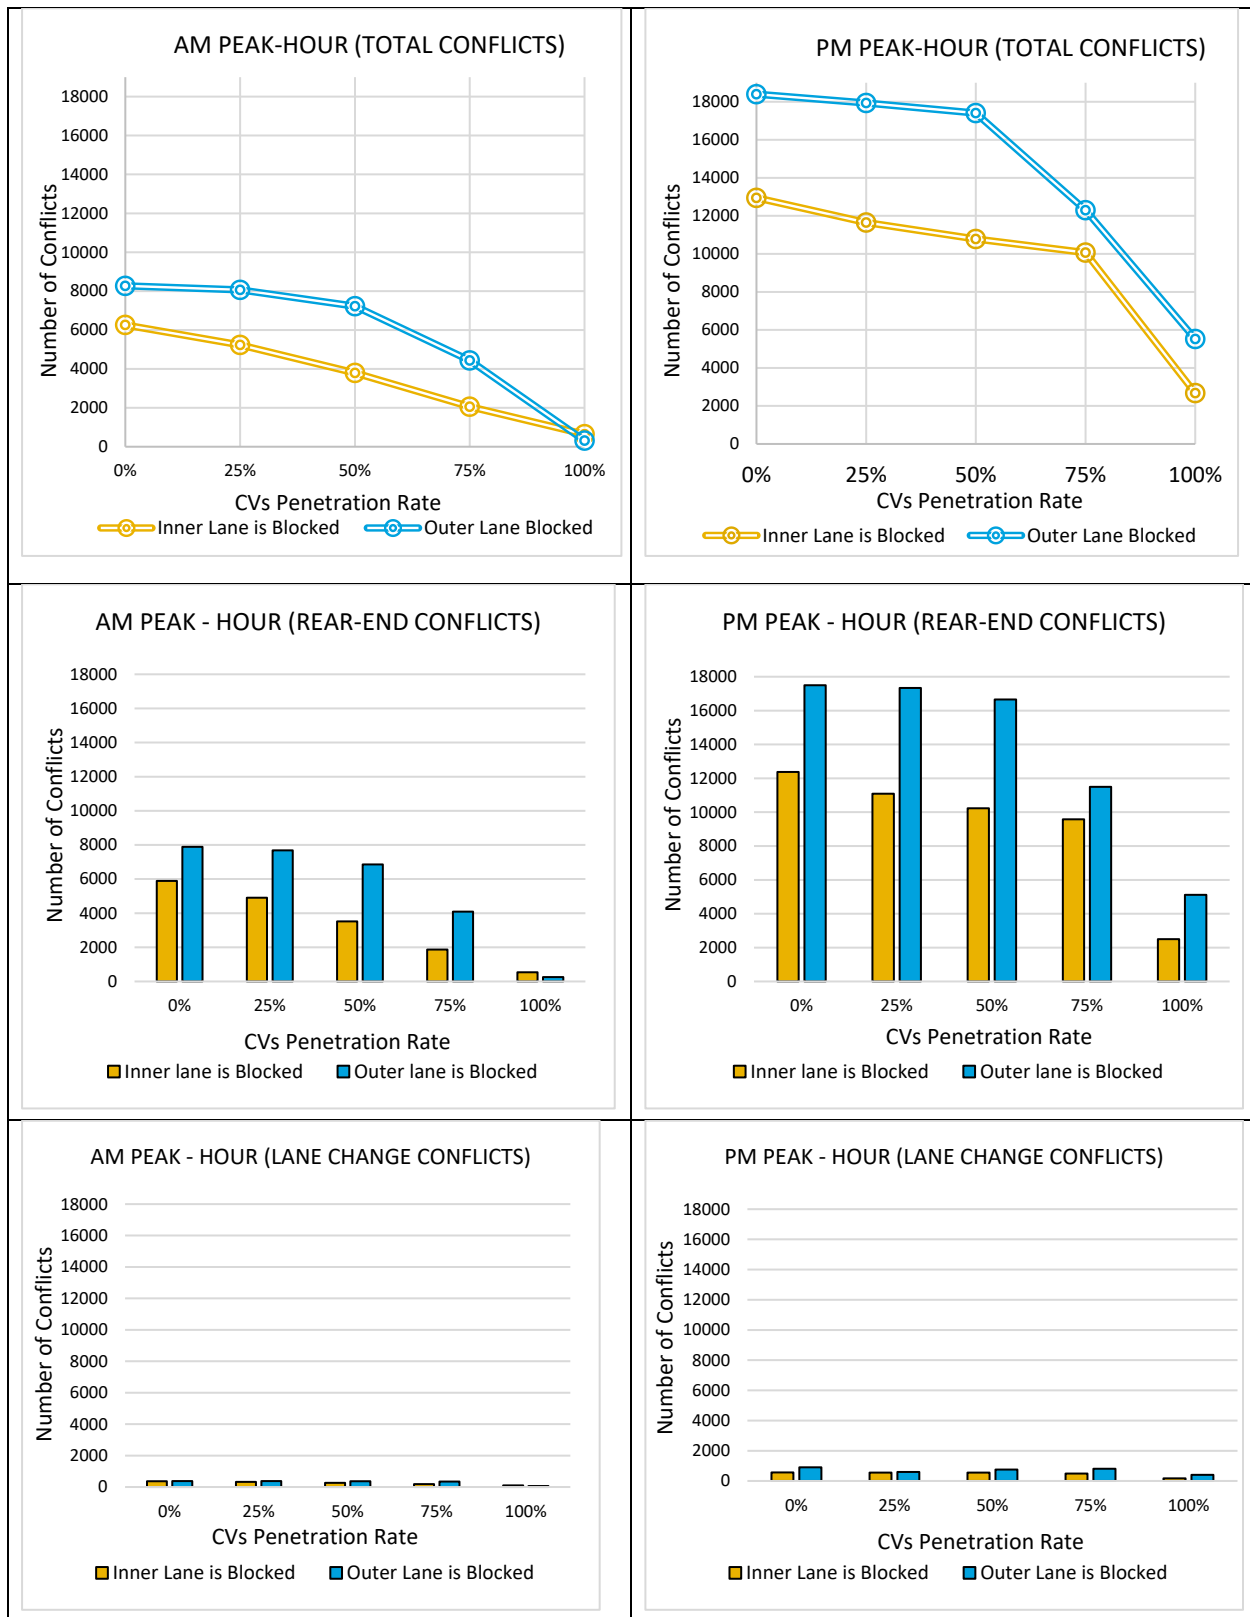 AM PEAK-HOUR (TOTAL CONFLICTS)
Number of Conflicts
18000
16000
14000
12000
10000
8000
6000
4000
2000
0
0% 25% 50% 75% 100%
CVs Penetration Rate
Inner Lane is Blocked Outer Lane Blocked
PM PEAK-HOUR (TOTAL CONFLICTS)
Number of Conflicts
18000
16000
14000
12000
10000
8000
6000
4000
2000
0
0% 25% 50% 75% 100%
CVs Penetration Rate
Inner Lane is Blocked Outer Lane Blocked
AM PEAK - HOUR (REAR-END CONFLICTS)
Number of Conflicts
18000
16000
14000
12000
10000
8000
6000
4000
2000
0
0% 25% 50% 75% 100%
CVs Penetration Rate
Inner lane is Blocked Outer lane is Blocked
PM PEAK - HOUR (REAR-END CONFLICTS)
Number of Conflicts
18000
16000
14000
12000
10000
8000
6000
4000
2000
0
0% 25% 50% 75% 100%
CVs Penetration Rate
Inner lane is Blocked Outer lane is Blocked
AM PEAK - HOUR (LANE CHANGE CONFLICTS)
Number of Conflicts
18000
16000
14000
12000
10000
8000
6000
4000
2000
0
0% 25% 50% 75% 100%
CVs Penetration Rate
Inner Lane is Blocked Outer Lane is Blocked
PM PEAK - HOUR (LANE CHANGE CONFLICTS)
Number of Conflicts
18000
16000
14000
12000
10000
8000
6000
4000
2000
0
0% 25% 50% 75% 100%
CVs Penetration Rate
Inner Lane is Blocked Outer Lane is Blocked